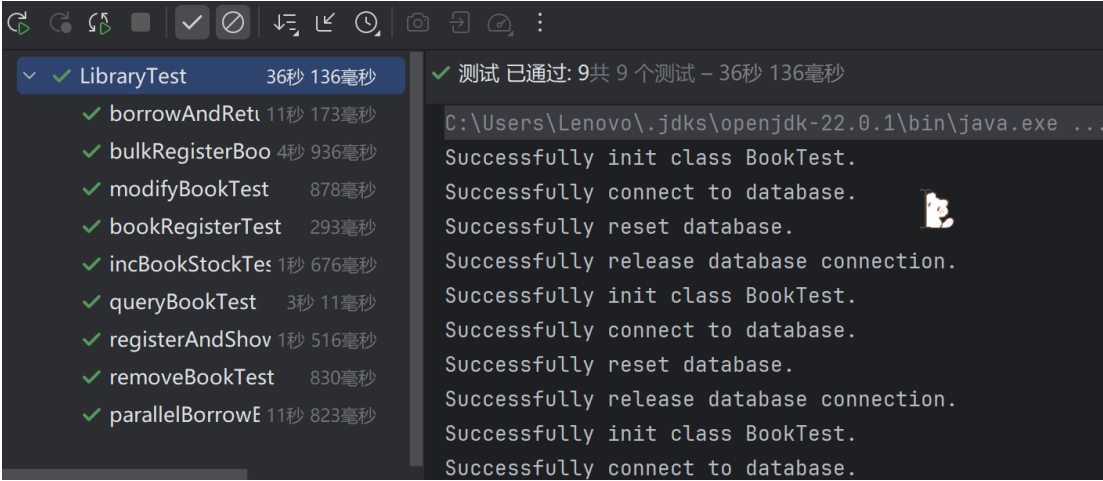 LibraryTest 36秒 136毫秒
borrowAndRetu 11秒 173毫秒
bulkRegisterBoo 4秒 936毫秒
modifyBookTest 878毫秒
bookRegisterTest 293毫秒
incBookStockTes 1秒 676毫秒
queryBookTest 3秒 11毫秒
registerAndShov 1秒 516毫秒
removeBookTest 830毫秒
parallelBorrowE 11秒 823毫秒
测试 已通过: 9共 9 个测试 – 36秒 136毫秒
C:\Users\Lenovo\.jdks\openjdk-22.0.1\bin\java.exe ...
Successfully init class BookTest.
Successfully connect to database.
Successfully reset database.
Successfully release database connection.
Successfully init class BookTest.
Successfully connect to database.
Successfully reset database.
Successfully release database connection.
Successfully init class BookTest.
Successfully connect to database.